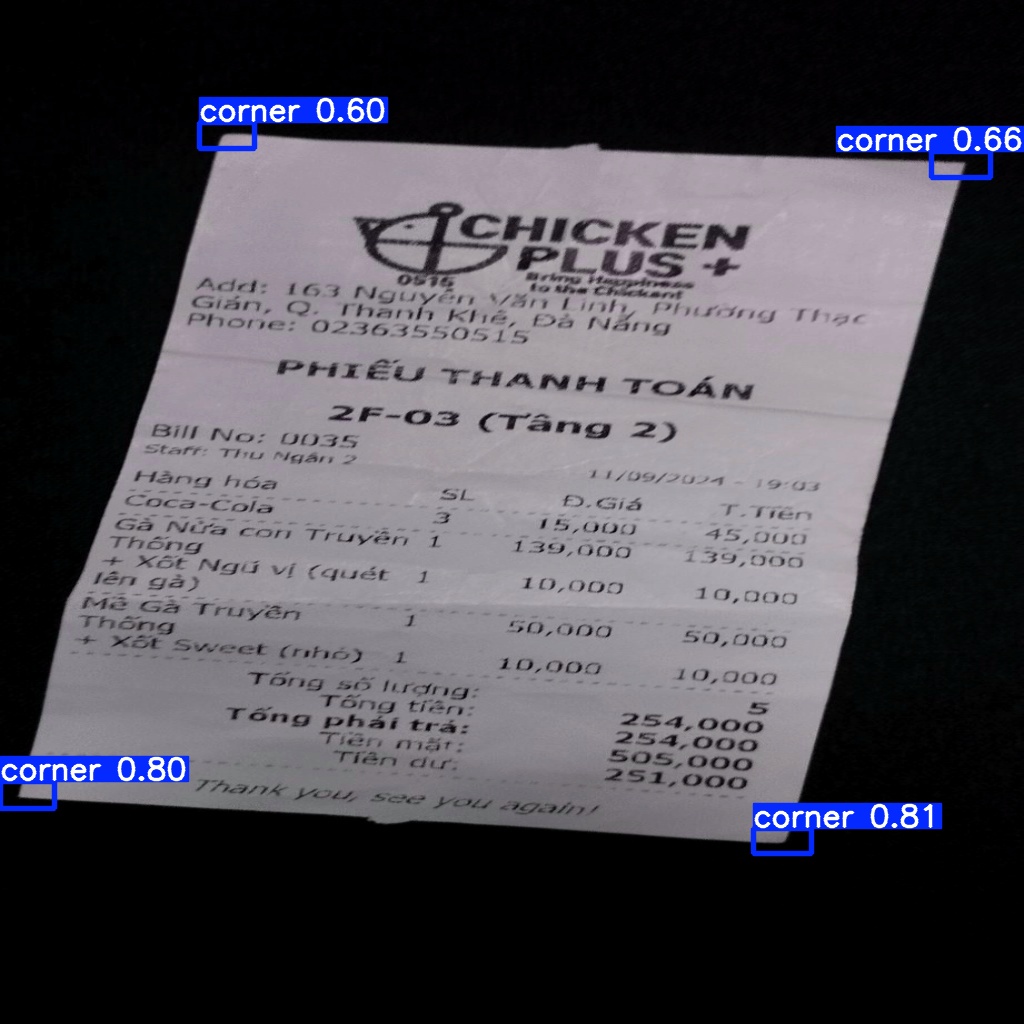 corner 0.60
corner 0.66
CHICKEN
PLUS +
0515
Bring Happiness
to the Chickent
Add: 163 Nguyễn Văn Linh, Phường Thạc
Gián, Q. Thanh Khê, Đà Nẵng
Phone: 02363550515
PHIẾU THANH TOÁN
2F-03 (Tầng 2)
Bill No: 0035
Staff: Thu Ngân 2
11/09/2024 - 19:03
Hàng hóa SL Đ.Giá T.Tiền
Coca-Cola 3 15,000 45,000
Gà Nửa con Truyền 1 139,000 139,000
Thống
+ Xốt Ngũ vị (quét 1 10,000 10,000
lên gà)
Mề Gà Truyền 1 50,000 50,000
Thống
+ Xốt Sweet (nhỏ) 1 10,000 10,000
Tổng số lượng: 5
Tổng tiền: 254,000
Tổng phải trả: 254,000
Tiền mặt: 505,000
Tiền dư: 251,000
Thank you, see you again!
corner 0.80
corner 0.81